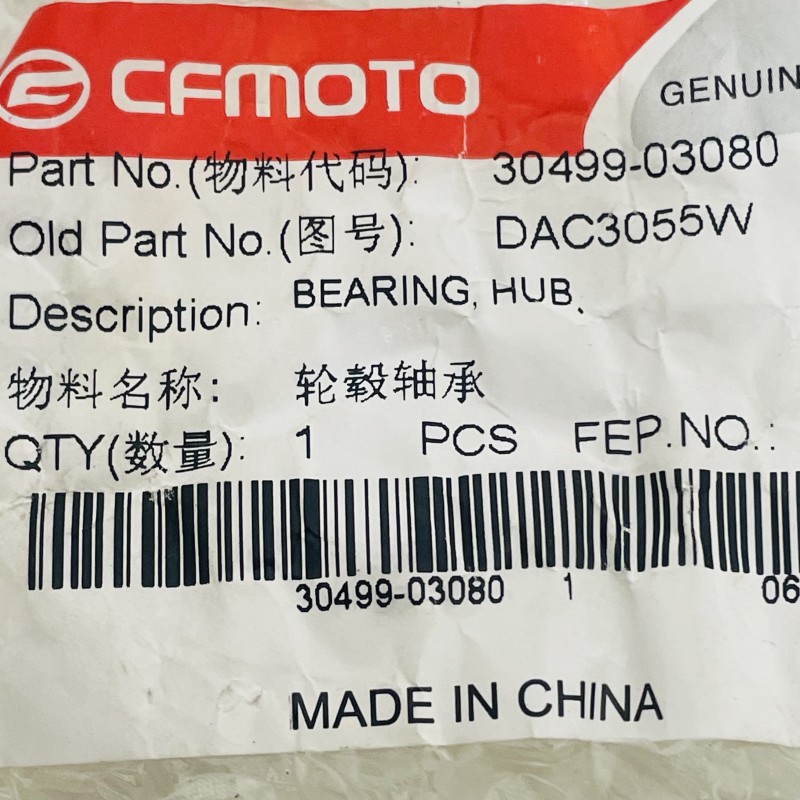 CFMOTO
GENUIN
Part No.(物料代码): 30499-03080
Old Part No.(图号): DAC3055W
Description: BEARING, HUB、
物料名称: 轮毂轴承
QTY(数量): 1 PCS FEP.NO.:
30499-03080 1 06
MADE IN CHINA